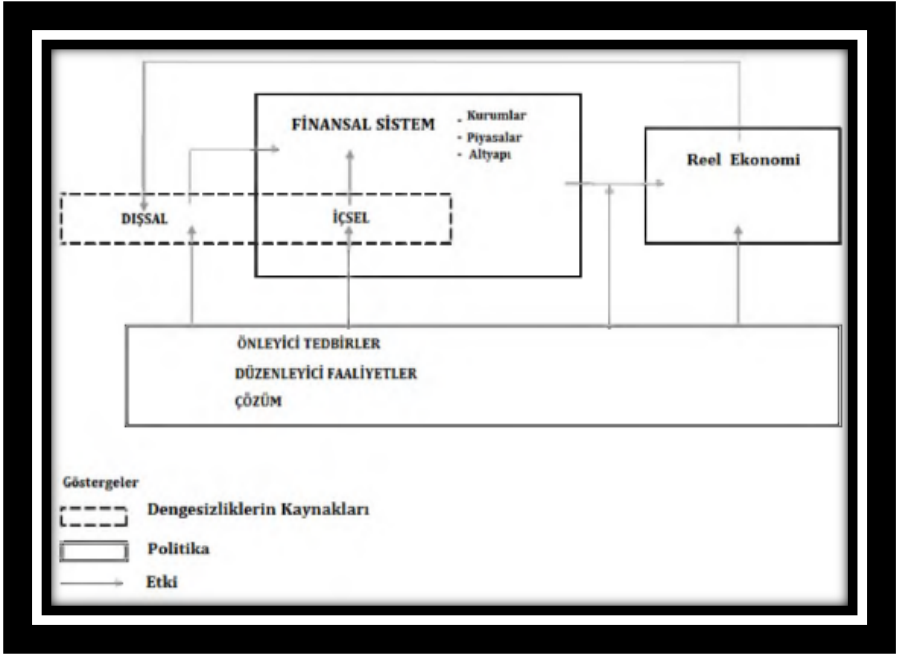 FİNANSAL SİSTEM
- Kurumlar
- Piyasalar
- Altyapı
Reel Ekonomi
DIŞSAL
İÇSEL
ÖNLEYİCİ TEDBİRLER
DÜZENLEYİCİ FAALİYETLER
ÇÖZÜM
Göstergeler
Dengesizliklerin Kaynakları
Politika
Etki